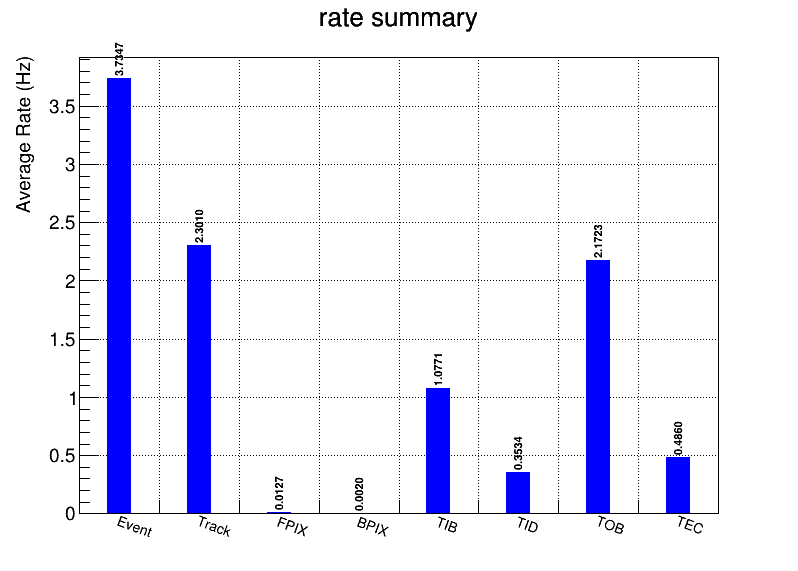 rate summary
Average Rate (Hz)
3.5
3
2.5
2
1.5
1
0.5
0
3.7347
2.3010
0.0127
0.0020
1.0771
0.3534
2.1723
0.4860
Event
Track
FPIX
BPIX
TIB
TID
TOB
TEC